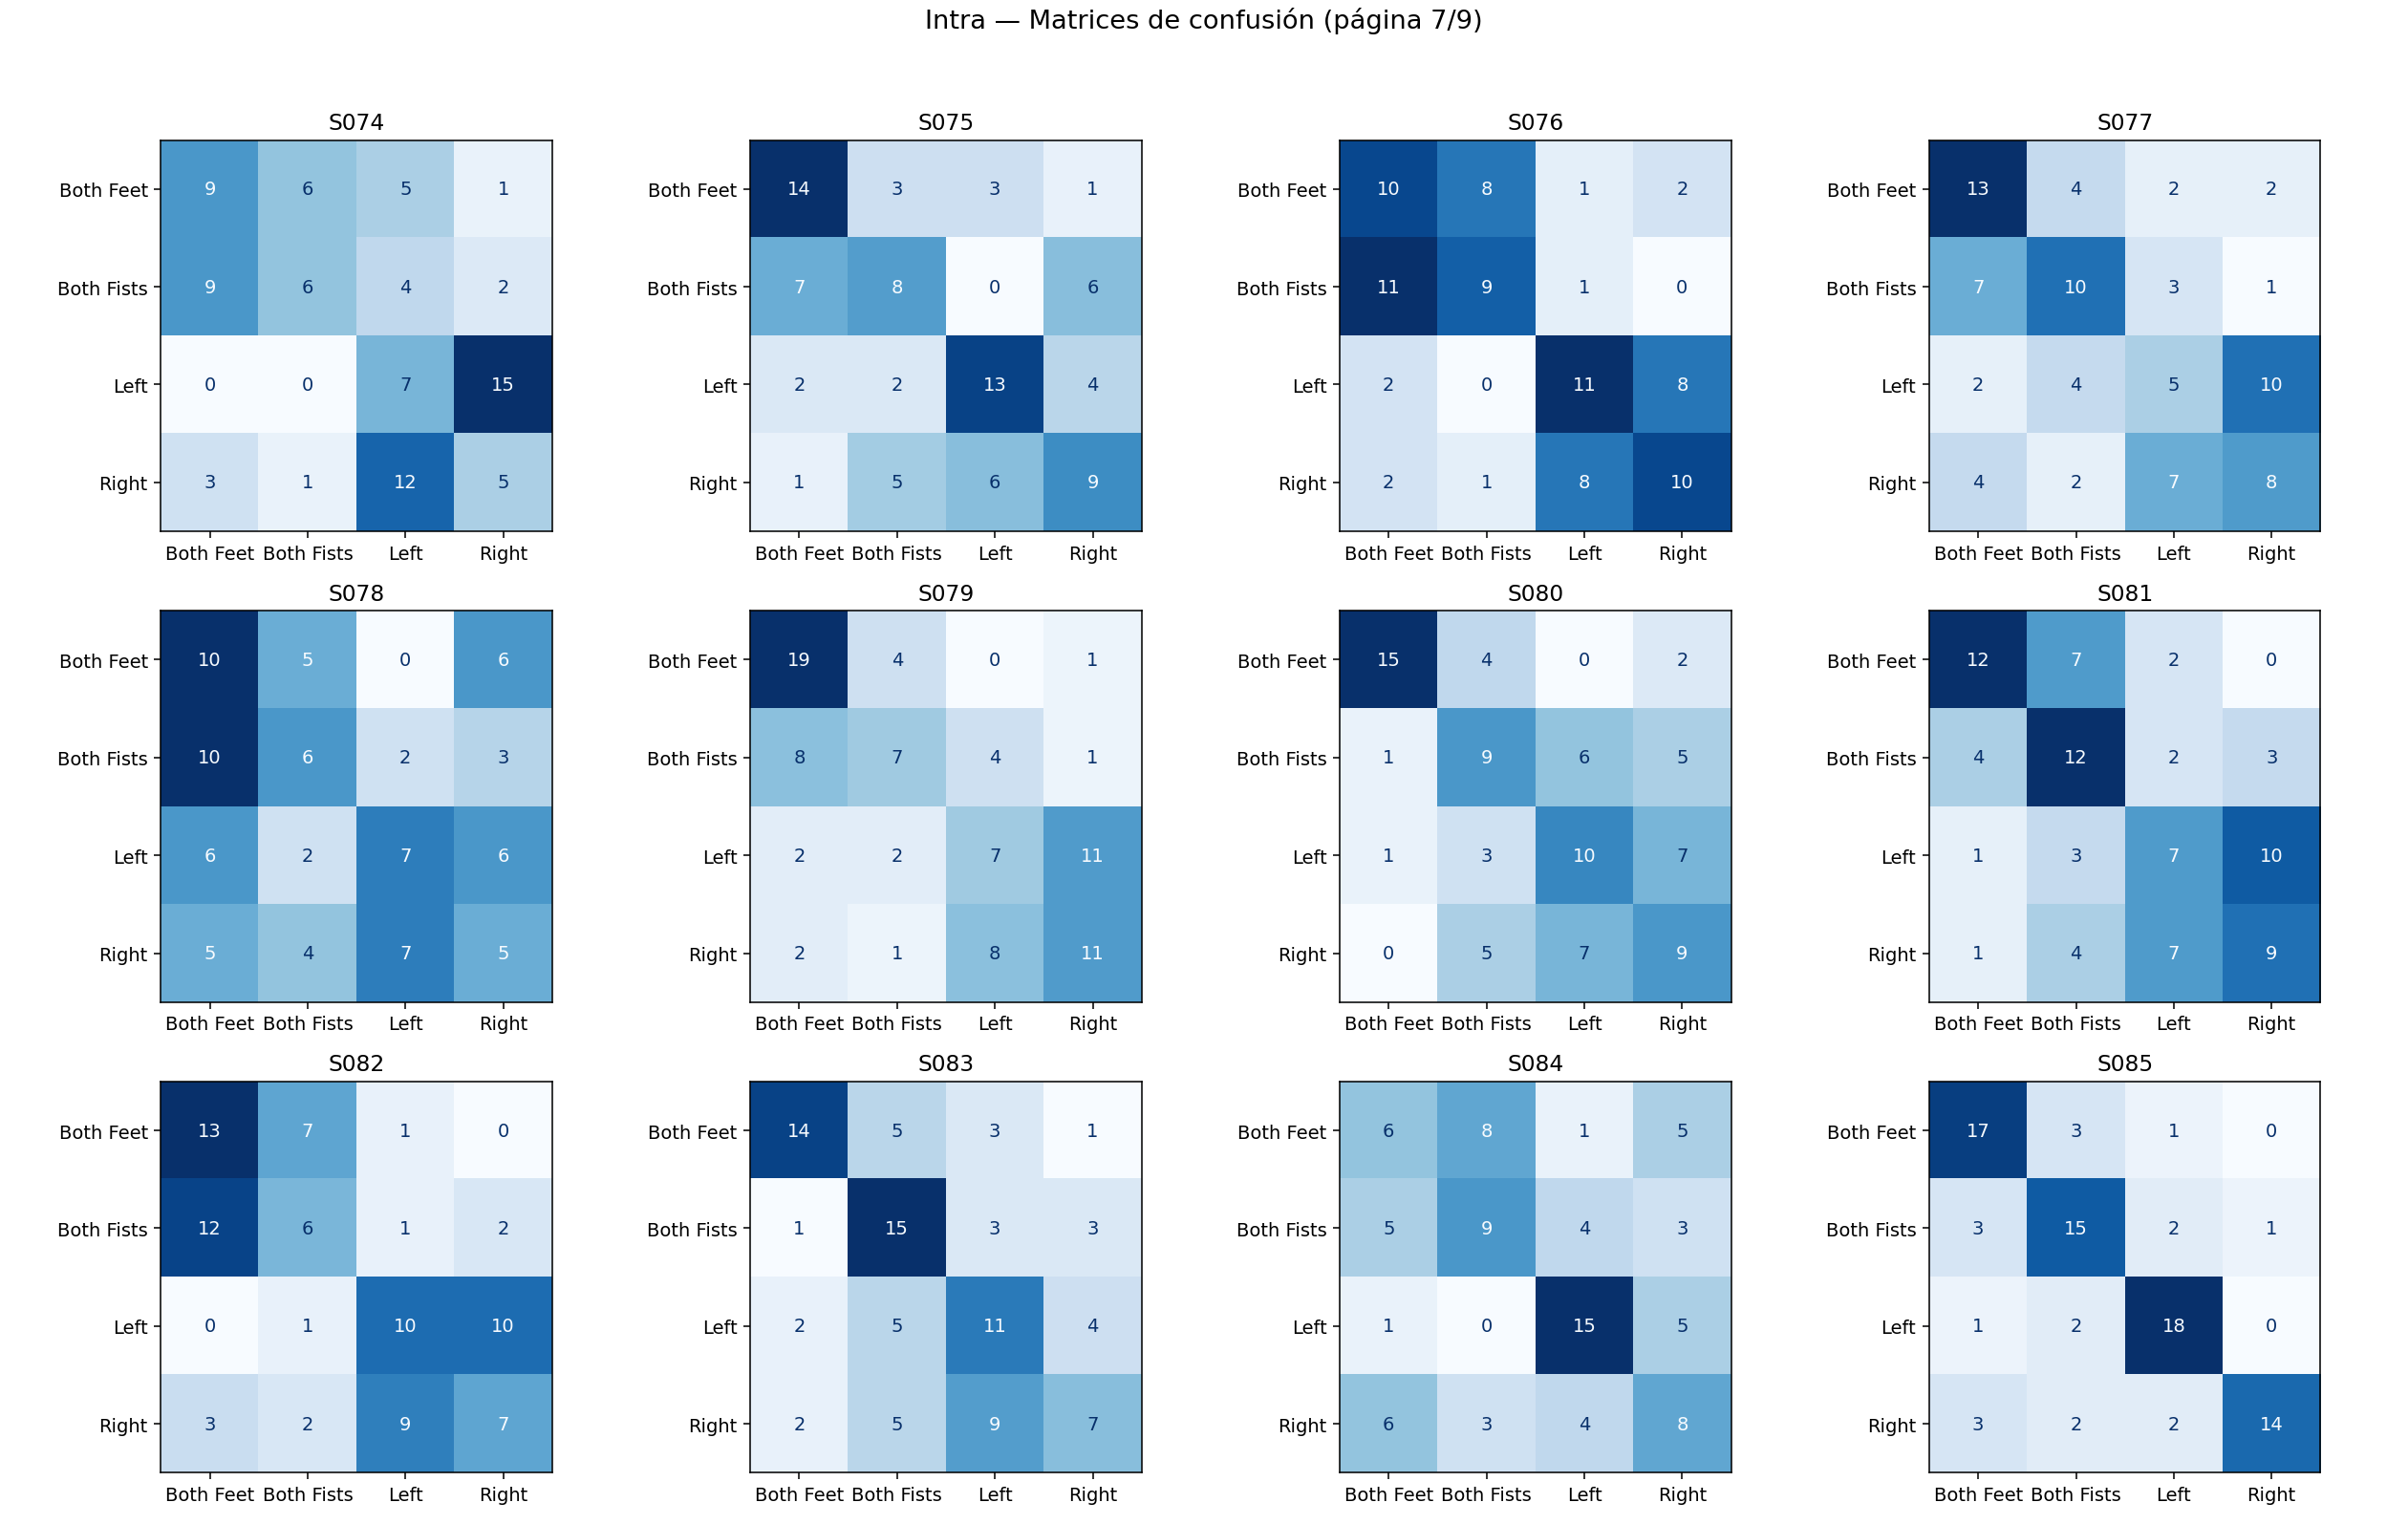 Intra — Matrices de confusión (página 7/9)
S074 S075 S076 S077
Both Feet 9 6 5 1 Both Feet 14 3 3 1 Both Feet 10 8 1 2 Both Feet 13 4 2 2
Both Fists 9 6 4 2 Both Fists 7 8 0 6 Both Fists 11 9 1 0 Both Fists 7 10 3 1
Left 0 0 7 15 Left 2 2 13 4 Left 2 0 11 8 Left 2 4 5 10
Right 3 1 12 5 Right 1 5 6 9 Right 2 1 8 10 Right 4 2 7 8
Both Feet Both Fists Left Right Both Feet Both Fists Left Right Both Feet Both Fists Left Right Both Feet Both Fists Left Right
S078 S079 S080 S081
Both Feet 10 5 0 6 Both Feet 19 4 0 1 Both Feet 15 4 0 2 Both Feet 12 7 2 0
Both Fists 10 6 2 3 Both Fists 8 7 4 1 Both Fists 1 9 6 5 Both Fists 4 12 2 3
Left 6 2 7 6 Left 2 2 7 11 Left 1 3 10 7 Left 1 3 7 10
Right 5 4 7 5 Right 2 1 8 11 Right 0 5 7 9 Right 1 4 7 9
Both Feet Both Fists Left Right Both Feet Both Fists Left Right Both Feet Both Fists Left Right Both Feet Both Fists Left Right
S082 S083 S084 S085
Both Feet 13 7 1 0 Both Feet 14 5 3 1 Both Feet 6 8 1 5 Both Feet 17 3 1 0
Both Fists 12 6 1 2 Both Fists 1 15 3 3 Both Fists 5 9 4 3 Both Fists 3 15 2 1
Left 0 1 10 10 Left 2 5 11 4 Left 1 0 15 5 Left 1 2 18 0
Right 3 2 9 7 Right 2 5 9 7 Right 6 3 4 8 Right 3 2 2 14
Both Feet Both Fists Left Right Both Feet Both Fists Left Right Both Feet Both Fists Left Right Both Feet Both Fists Left Right